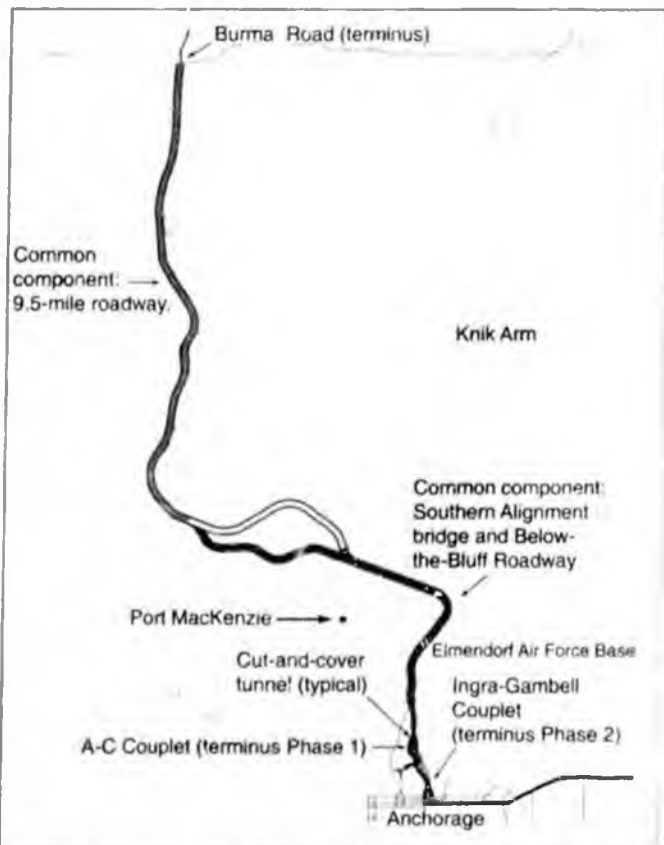 Burma Road (terminus)
Common
component:
9.5-mile roadway.
Knik Arm
Common component:
Southern Alignment
bridge and Below-
the-Bluff Roadway
Port MacKenzie
Elmendorf Air Force Base
Cut-and-cover
tunnel (typical)
Ingra-Gambell
Couplet
(terminus Phase 2)
A-C Couplet (terminus Phase 1)
Anchorage